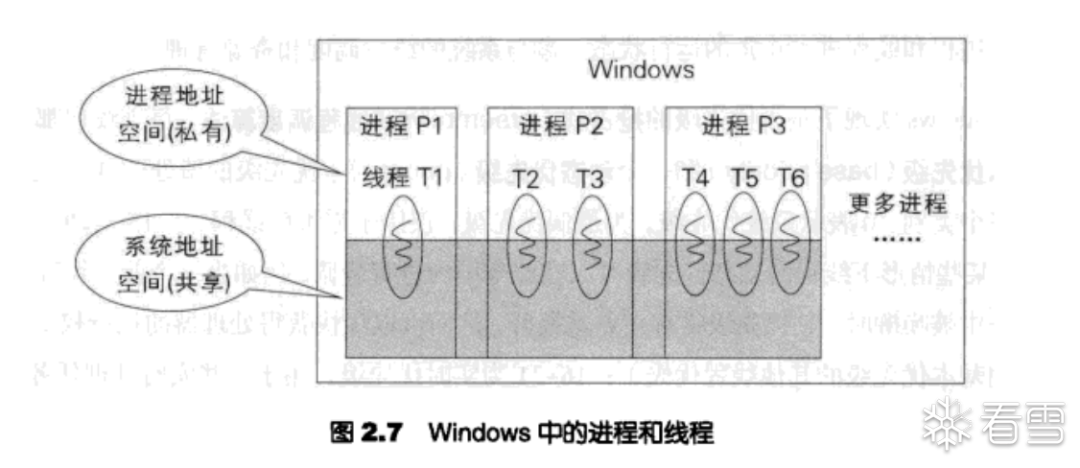 Windows
进程地址
空间(私有)
进程 P1
进程 P2
进程 P3
线程 T1
T2
T3
T4
T5
T6
更多进程
……
系统地址
空间(共享)
图 2.7 Windows 中的进程和线程
看雪